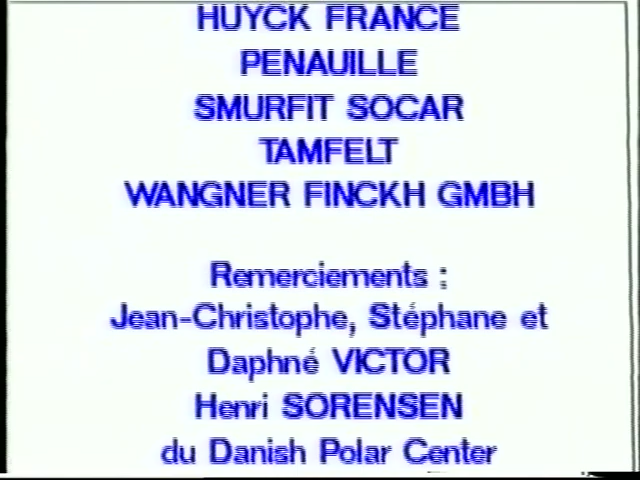 HUYCK FRANCE
PENAUILLE
SMURFIT SOCAR
TAMFELT
WANGNER FINCKH GMBH
Remerciements :
Jean-Christophe, Stéphane et
Daphné VICTOR
Henri SORENSEN
du Danish Polar Center